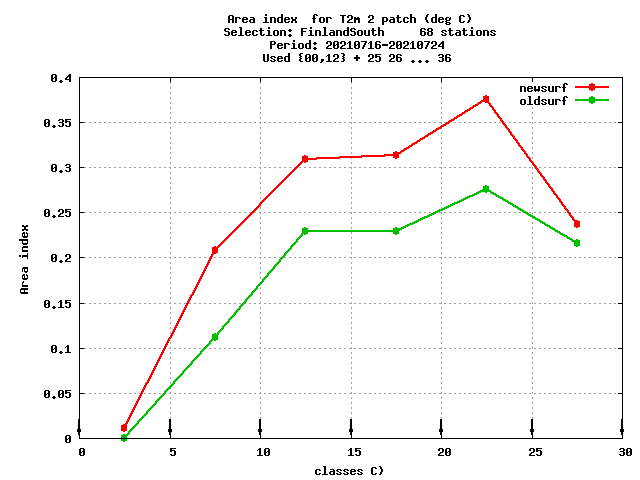 Area index  for T2m 2 patch (deg C)
Selection: FinlandSouth     68 stations
Period: 20210716-20210724
Used {00,12} + 25 26 ... 36
newsurf
oldsurf
0.4
0.35
0.3
0.25
0.2
0.15
0.1
0.05
0
Area index
0 5 10 15 20 25 30
classes C)